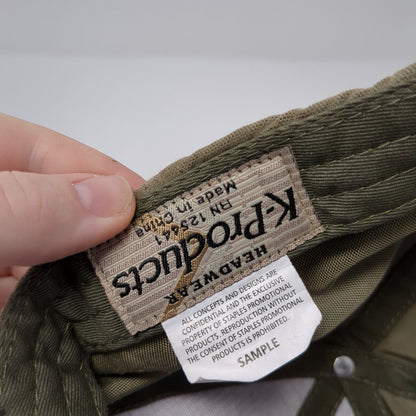 K-Products
HEADWEAR
RN 125441
Made in China
ALL CONCEPTS AND DESIGNS ARE
CONFIDENTIAL AND THE EXCLUSIVE
PROPERTY OF STAPLES PROMOTIONAL
PRODUCTS. REPRODUCTION WITHOUT
THE CONSENT OF STAPLES PROMOTIONAL
PRODUCTS IS PROHIBITED.
SAMPLE